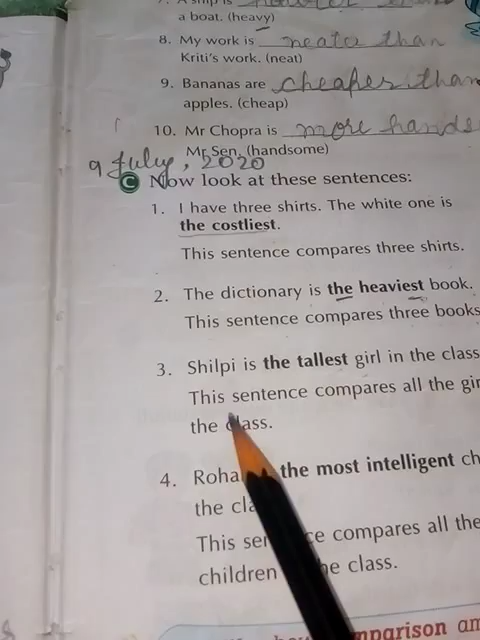 a boat. (heavy)
8. My work is neater than
Kriti's work. (neat)
9. Bananas are cheaper than
apples. (cheap)
10. Mr Chopra is more hands
Mr Sen. (handsome)
9 July, 2020
C Now look at these sentences:
1. I have three shirts. The white one is
the costliest.
This sentence compares three shirts.
2. The dictionary is the heaviest book.
This sentence compares three books
3. Shilpi is the tallest girl in the class
This sentence compares all the gir
the class.
4. Roha the most intelligent ch
the cla
This sen ce compares all the
children he class.
mparison am